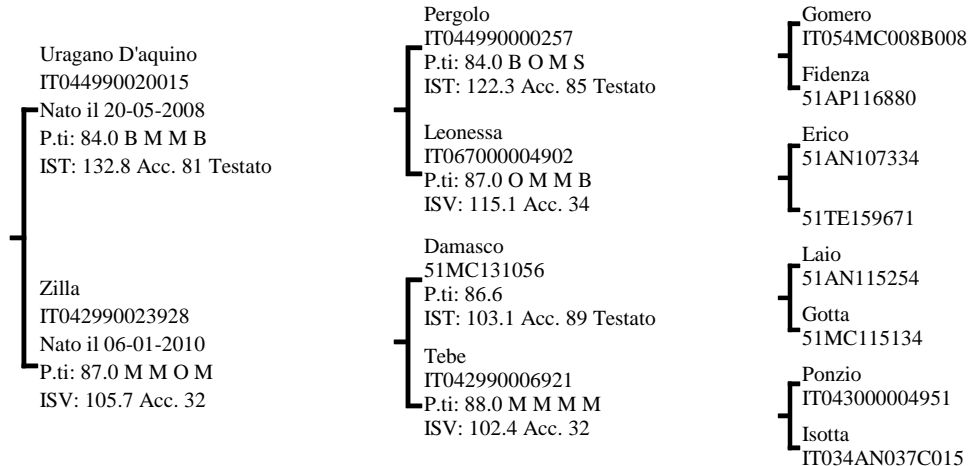 Uragano D'aquino
IT044990020015
Nato il 20-05-2008
P.ti: 84.0 B M M B
IST: 132.8 Acc. 81 Testato
Zilla
IT042990023928
Nato il 06-01-2010
P.ti: 87.0 M M O M
ISV: 105.7 Acc. 32
Pergolo
IT044990000257
P.ti: 84.0 B O M S
IST: 122.3 Acc. 85 Testato
Leonessa
IT067000004902
P.ti: 87.0 O M M B
ISV: 115.1 Acc. 34
Damasco
51MC131056
P.ti: 86.6
IST: 103.1 Acc. 89 Testato
Tebe
IT042990006921
P.ti: 88.0 M M M M
ISV: 102.4 Acc. 32
Gomero
IT054MC008B008
Fidenza
51AP116880
Erico
51AN107334
51TE159671
Laio
51AN115254
Gotta
51MC115134
Ponzio
IT043000004951
Isotta
IT034AN037C015